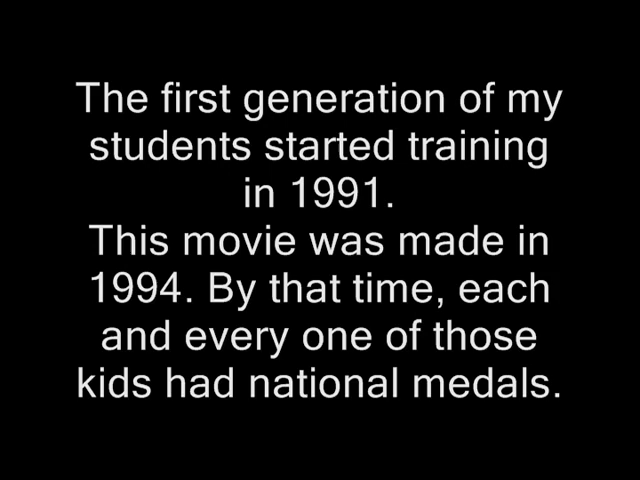 The first generation of my
students started training
in 1991.
This movie was made in
1994. By that time, each
and every one of those
kids had national medals.